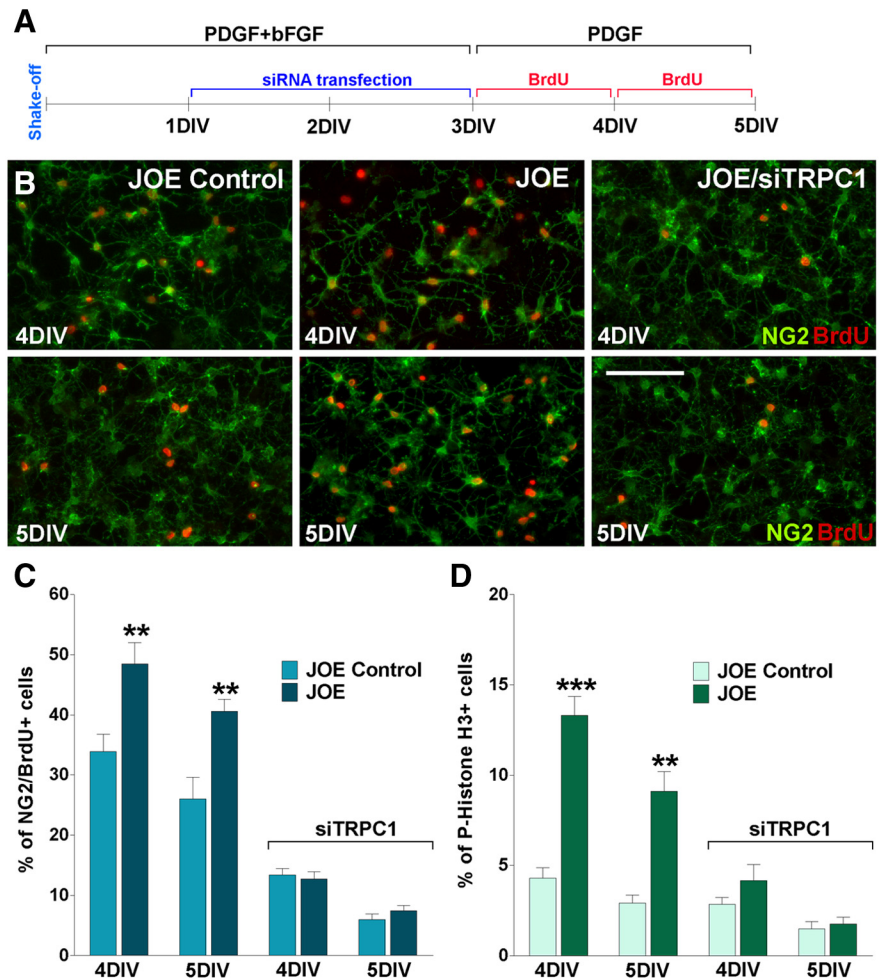 A
PDGF+bFGF PDGF
siRNA transfection BrdU BrdU
Shake-off
1DIV 2DIV 3DIV 4DIV 5DIV
B
JOE Control JOE JOE/siTRPC1
4DIV 4DIV 4DIV NG2 BrdU
5DIV 5DIV 5DIV NG2 BrdU
C
% of NG2/BrdU+ cells
60
50
40
30
20
10
0
** **
JOE Control
JOE
siTRPC1
4DIV 5DIV 4DIV 5DIV
D
% of P-Histone H3+ cells
20
15
10
5
0
*** **
JOE Control
JOE
siTRPC1
4DIV 5DIV 4DIV 5DIV